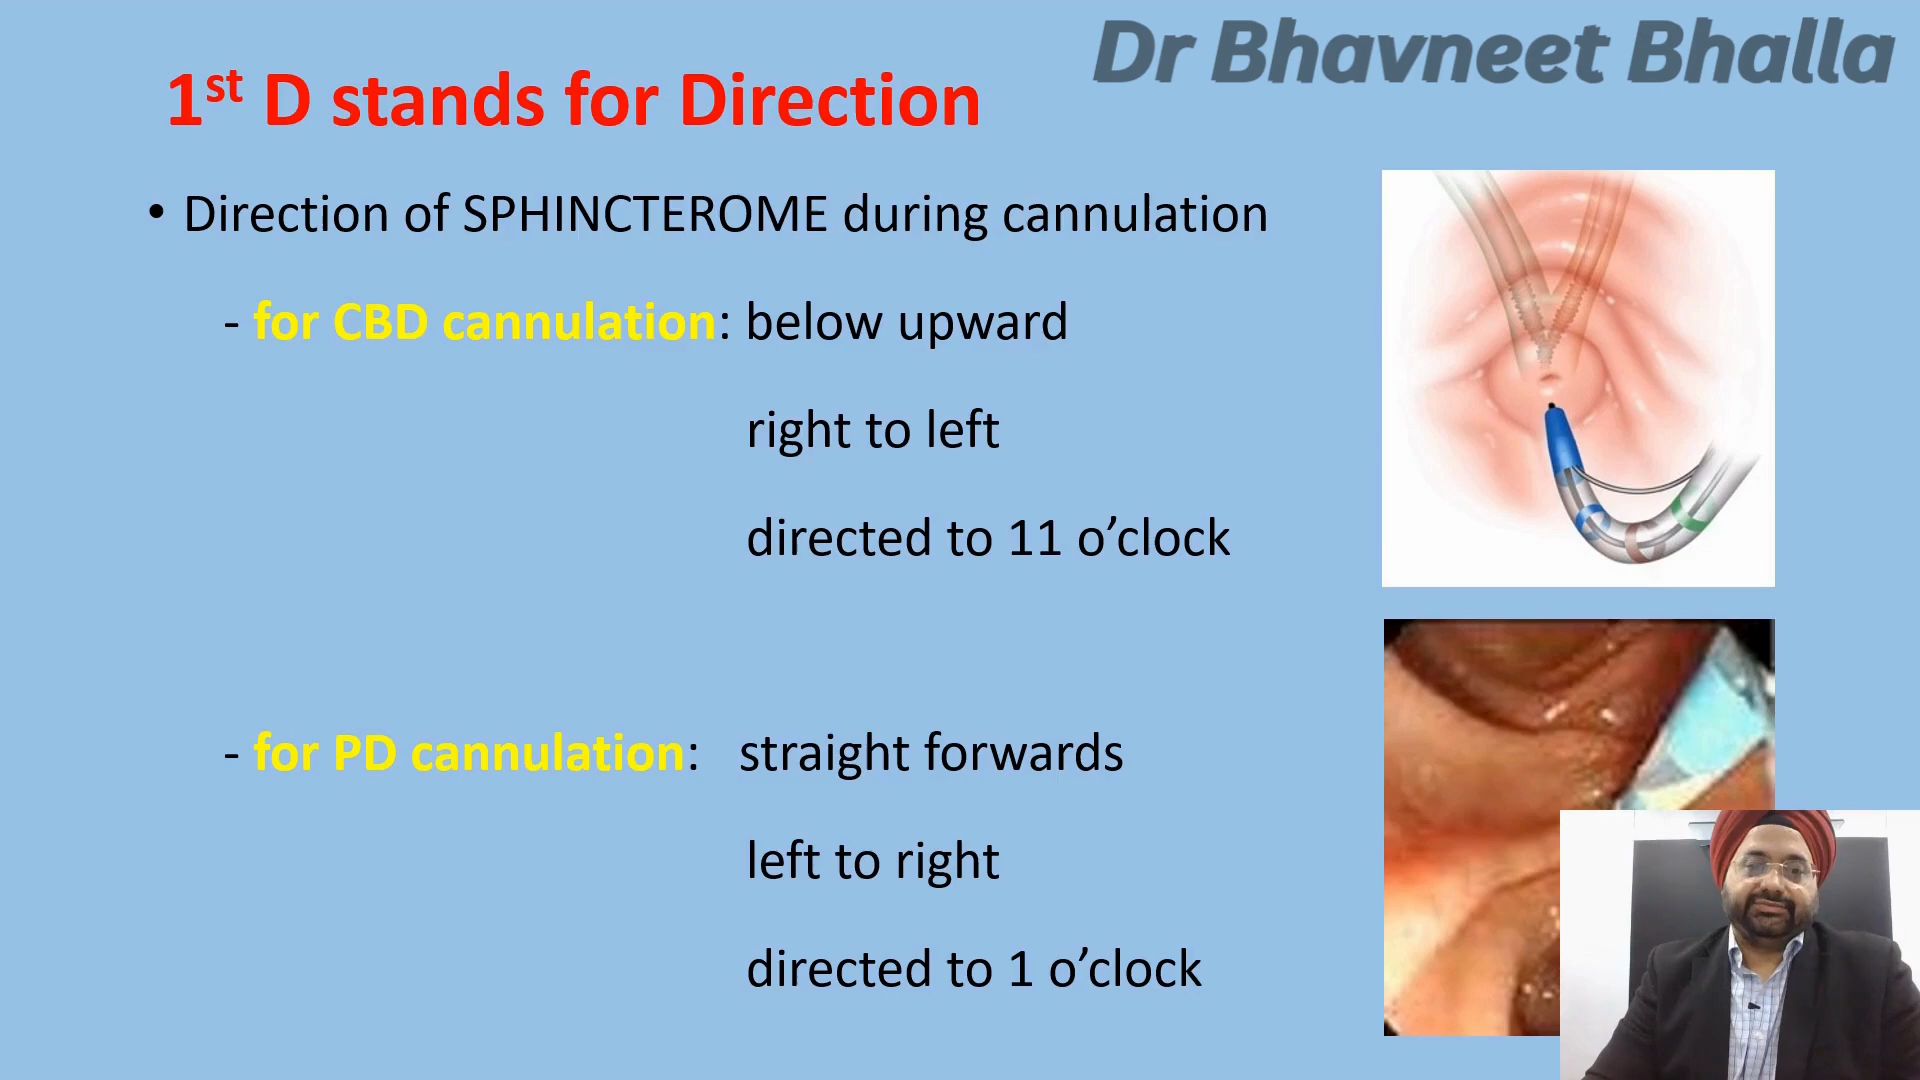 Dr Bhavneet Bhalla
1st D stands for Direction
• Direction of SPHINCTEROME during cannulation
- for CBD cannulation: below upward
right to left
directed to 11 o’clock
- for PD cannulation: straight forwards
left to right
directed to 1 o’clock